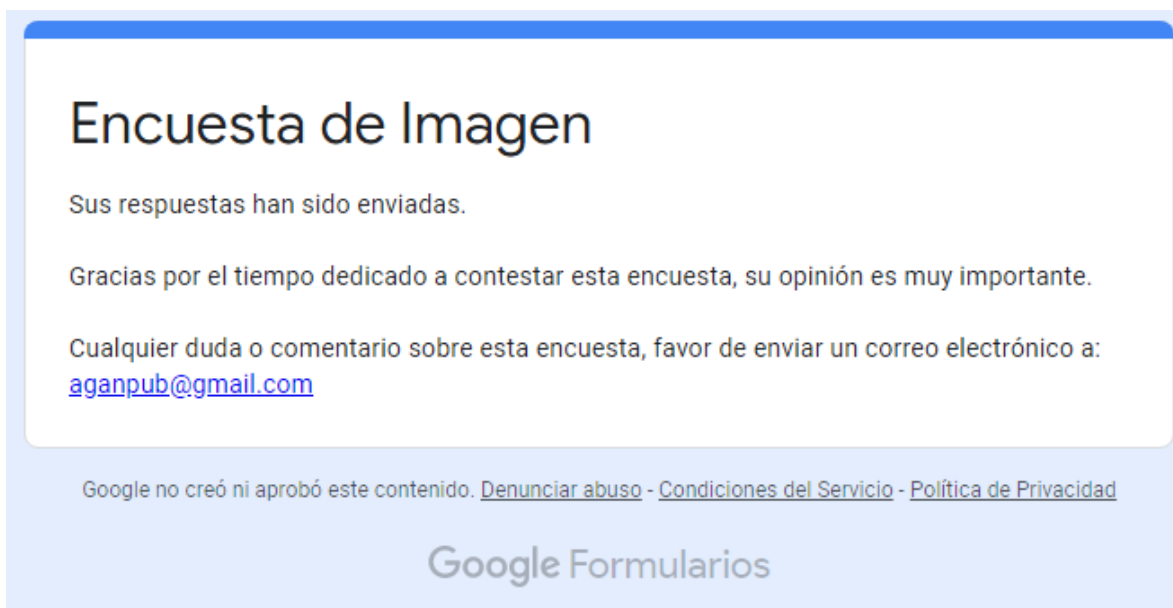 Encuesta de Imagen
Sus respuestas han sido enviadas.
Gracias por el tiempo dedicado a contestar esta encuesta, su opinión es muy importante.
Cualquier duda o comentario sobre esta encuesta, favor de enviar un correo electrónico a:
aganpub@gmail.com
Google no creó ni aprobó este contenido. Denunciar abuso - Condiciones del Servicio - Política de Privacidad
Google Formularios